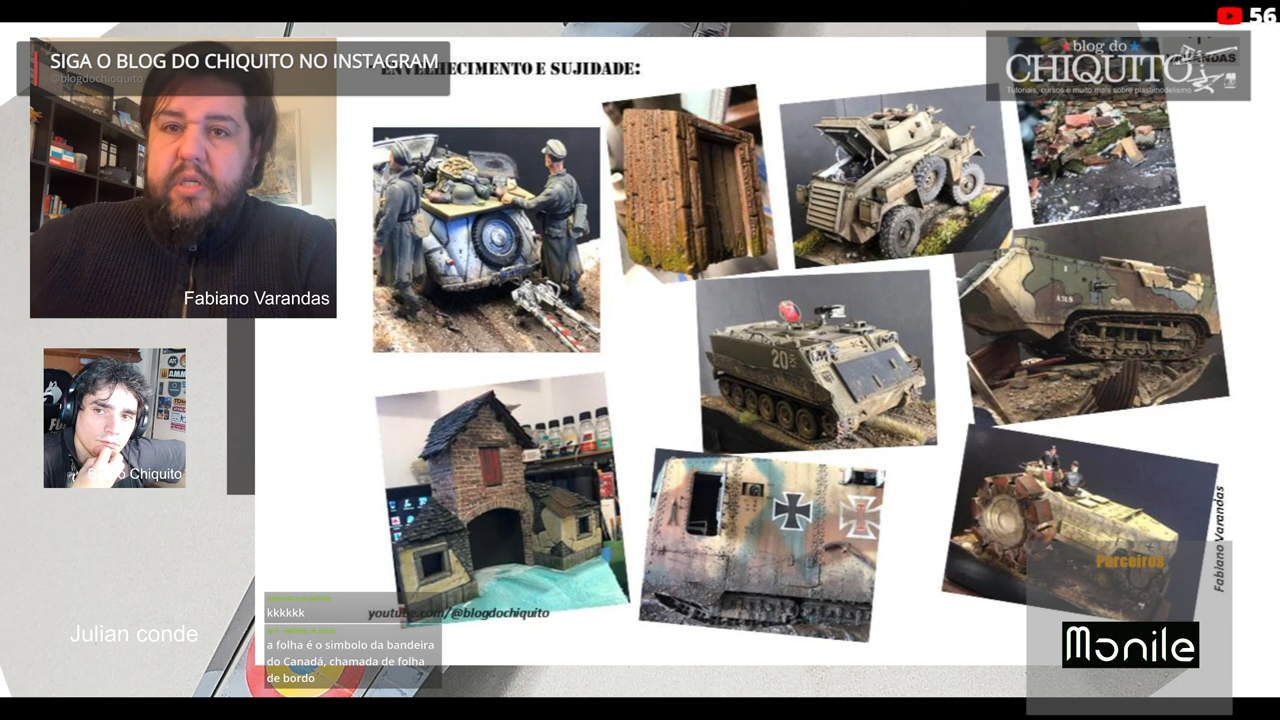 56
SIGA O BLOG DO CHIQUITO NO INSTAGRAM
@blogdochioquito
ENVELHECIMENTO E SUJIDADE:
blog do
CHIQUITO
Tutoriais, cursos e muito mais sobre plastimodelismo
Fabiano Varandas
Chiquito
20
Julian conde
kkkkkk
youtube.com/@blogdochiquito
a folha é o simbolo da bandeira
do Canadá, chamada de folha
de bordo
Fabiano Varandas
Parceiros
Monile